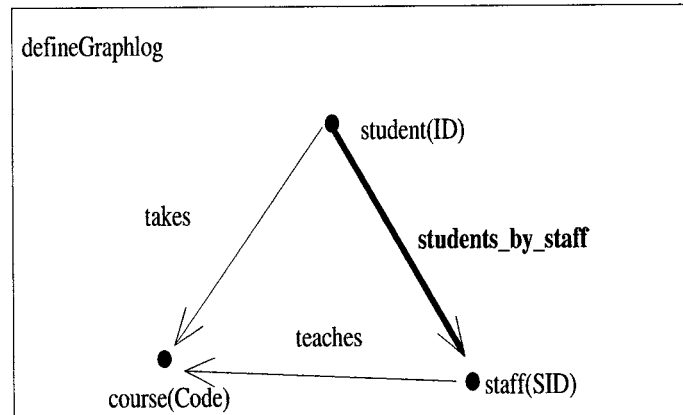 defineGraphlog
student(ID)
takes
students_by_staff
teaches
course(Code)
staff(SID)